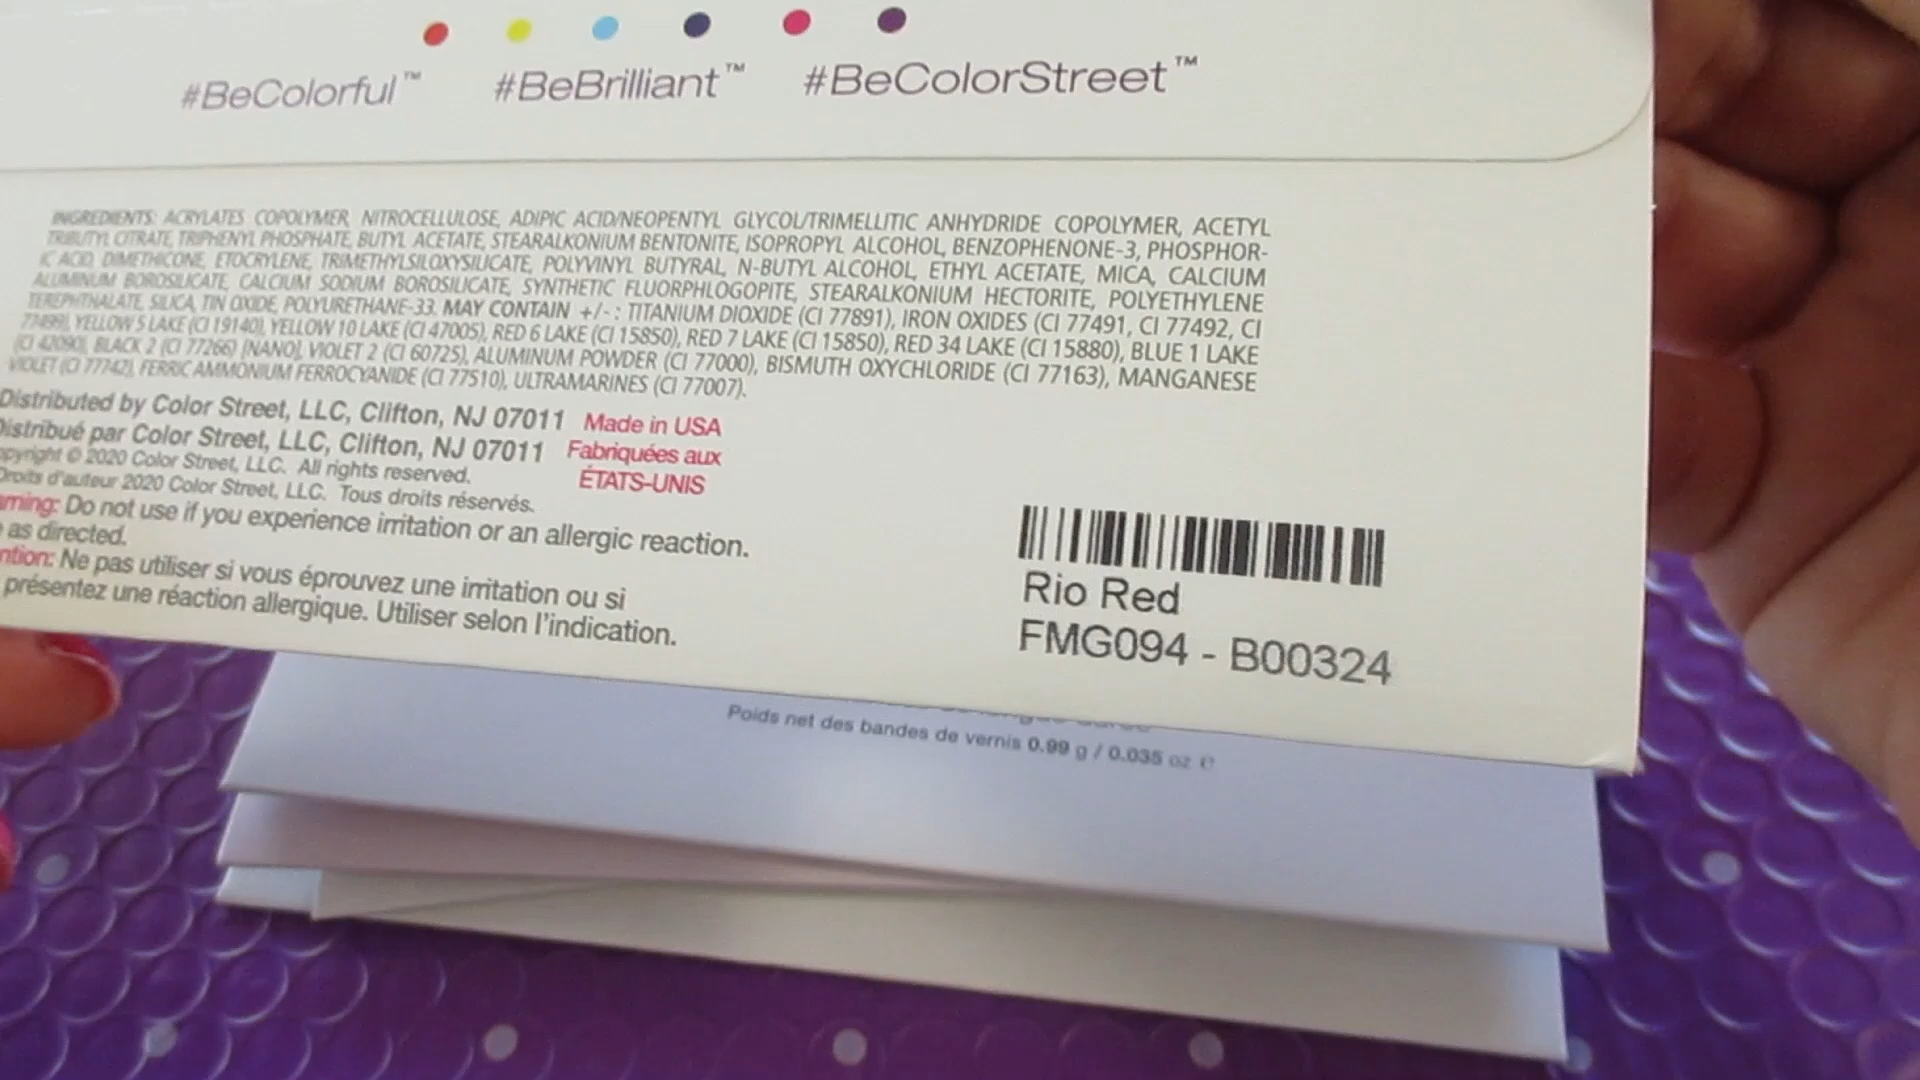 #BeColorful™ #BeBrilliant™ #BeColorStreet™
INGREDIENTS: ACRYLATES COPOLYMER, NITROCELLULOSE, ADIPIC ACID/NEOPENTYL GLYCOL/TRIMELLITIC ANHYDRIDE COPOLYMER, ACETYL
TRIBUTYL CITRATE, TRIPHENYL PHOSPHATE, BUTYL ACETATE, STEARALKONIUM BENTONITE, ISOPROPYL ALCOHOL, BENZOPHENONE-3, PHOSPHOR-
IC ACID, DIMETHICONE, ETOCRYLENE, TRIMETHYLSILOXYSILICATE, POLYVINYL BUTYRAL, N-BUTYL ALCOHOL, ETHYL ACETATE, MICA, CALCIUM
ALUMINUM BOROSILICATE, CALCIUM SODIUM BOROSILICATE, SYNTHETIC FLUORPHLOGOPITE, STEARALKONIUM HECTORITE, POLYETHYLENE
TEREPHTHALATE, SILICA, TIN OXIDE, POLYURETHANE-33. MAY CONTAIN +/- : TITANIUM DIOXIDE (CI 77891), IRON OXIDES (CI 77491, CI 77492, CI
77499), YELLOW 5 LAKE (CI 19140), YELLOW 10 LAKE (CI 47005), RED 6 LAKE (CI 15850), RED 7 LAKE (CI 15850), RED 34 LAKE (CI 15880), BLUE 1 LAKE
(CI 42090), BLACK 2 (CI 77266) [NANO], VIOLET 2 (CI 60725), ALUMINUM POWDER (CI 77000), BISMUTH OXYCHLORIDE (CI 77163), MANGANESE
VIOLET (CI 77742), FERRIC AMMONIUM FERROCYANIDE (CI 77510), ULTRAMARINES (CI 77007).
Distributed by Color Street, LLC, Clifton, NJ 07011 Made in USA
Distribué par Color Street, LLC, Clifton, NJ 07011 Fabriquées aux
ÉTATS-UNIS
opyright © 2020 Color Street, LLC. All rights reserved.
Droits d'auteur 2020 Color Street, LLC. Tous droits réservés.
rning: Do not use if you experience irritation or an allergic reaction.
as directed.
ntion: Ne pas utiliser si vous éprouvez une irritation ou si
présentez une réaction allergique. Utiliser selon l'indication.
Rio Red
FMG094 - B00324
Poids net des bandes de vernis 0.99 g / 0.035 oz ℮